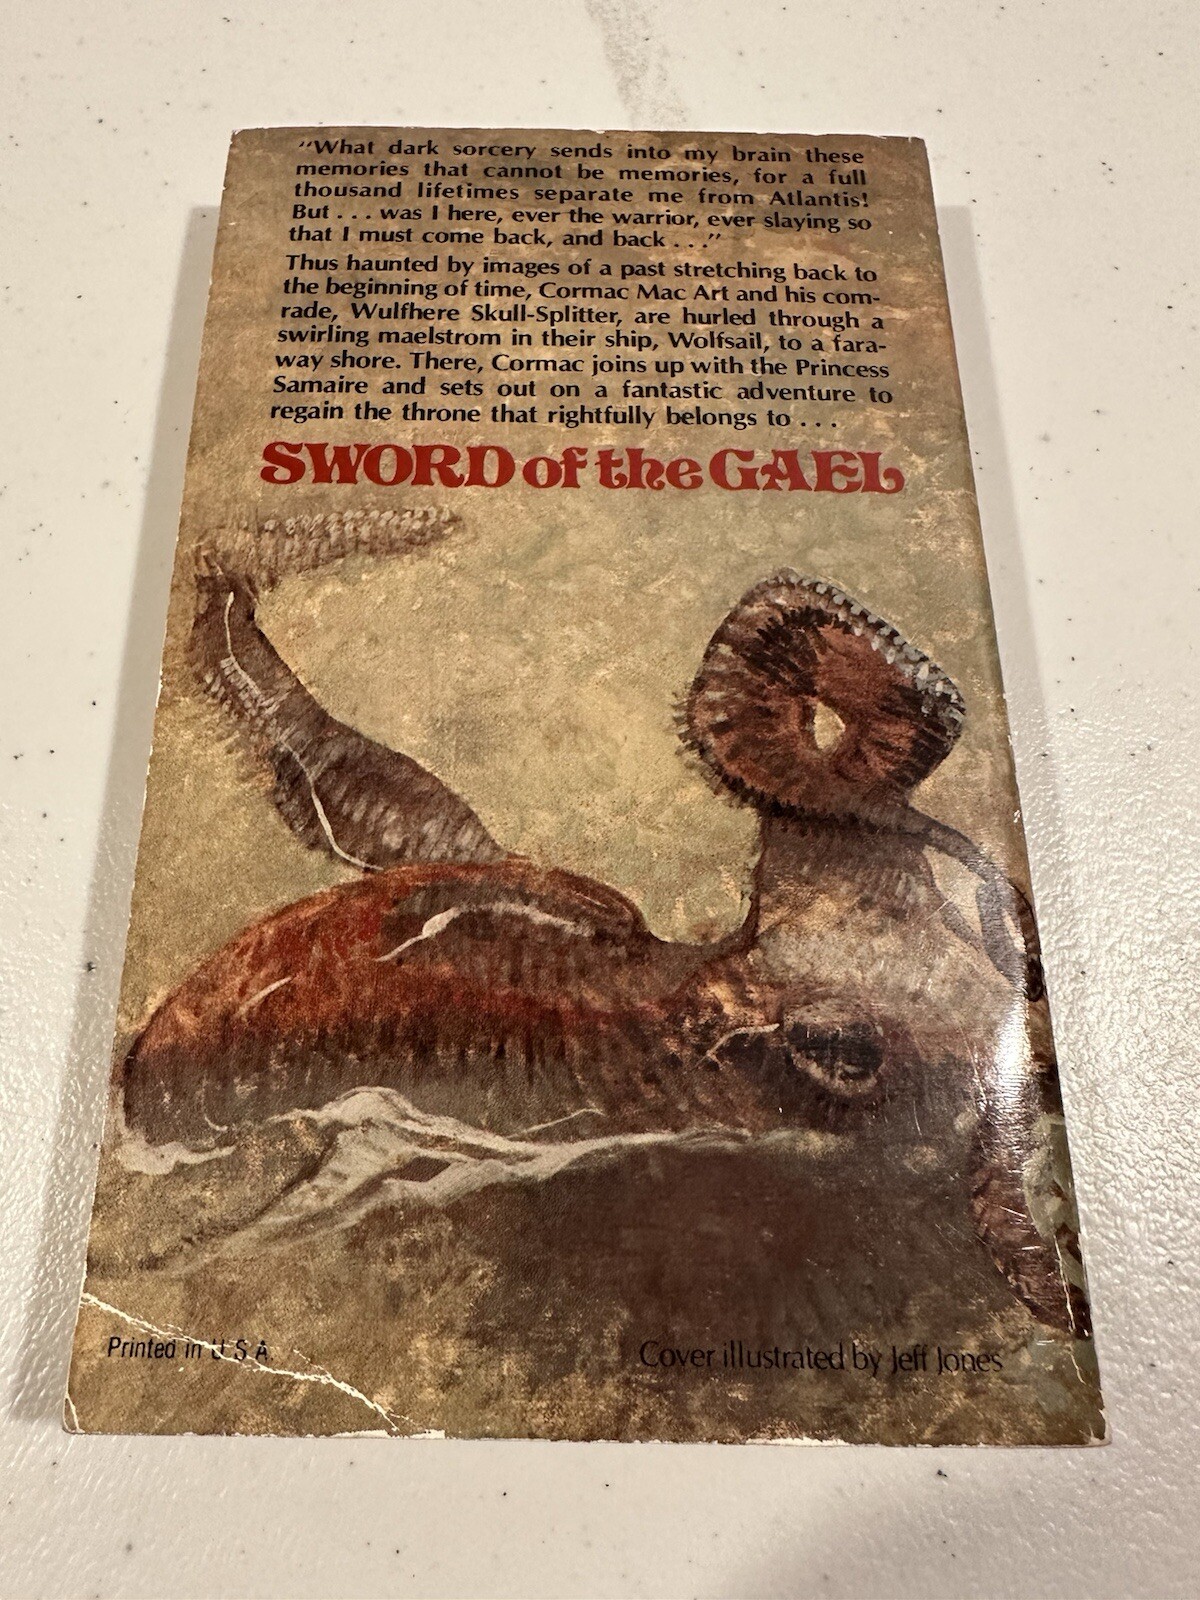 "What dark sorcery sends into my brain these
memories that cannot be memories, for a full
thousand lifetimes separate me from Atlantis!
But . . . was I here, ever the warrior, ever slaying so
that I must come back, and back . . ."
Thus haunted by images of a past stretching back to
the beginning of time, Cormac Mac Art and his com-
rade, Wulfhere Skull-Splitter, are hurled through a
swirling maelstrom in their ship, Wolfsail, to a fara-
way shore. There, Cormac joins up with the Princess
Samaire and sets out on a fantastic adventure to
regain the throne that rightfully belongs to . . .
SWORD of the GAEL
Printed in U.S.A.
Cover illustrated by Jeff Jones